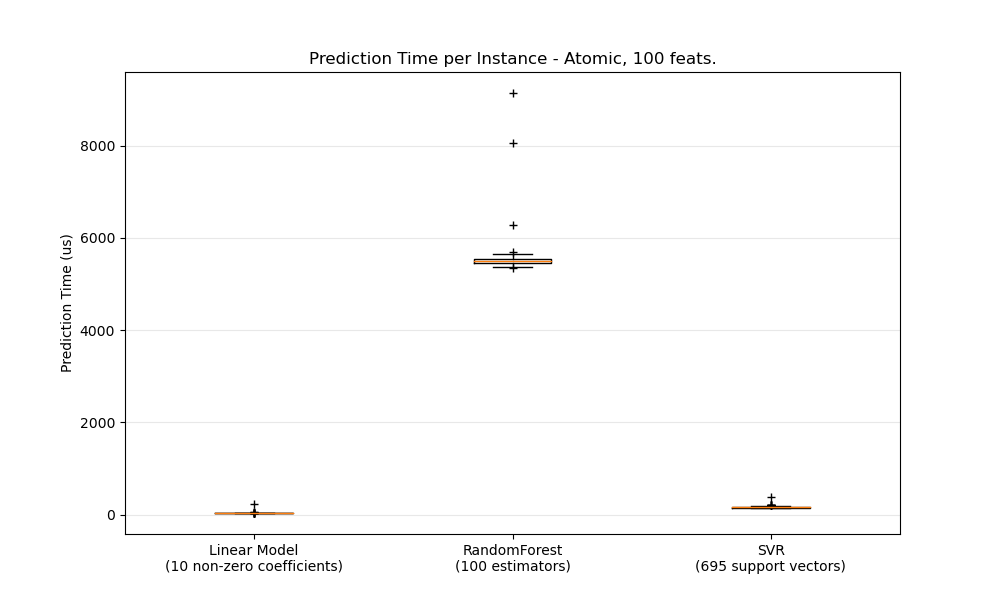 Prediction Time per Instance - Atomic, 100 feats.
Prediction Time (us)
8000
6000
4000
2000
0
Linear Model
(10 non-zero coefficients)
RandomForest
(100 estimators)
SVR
(695 support vectors)